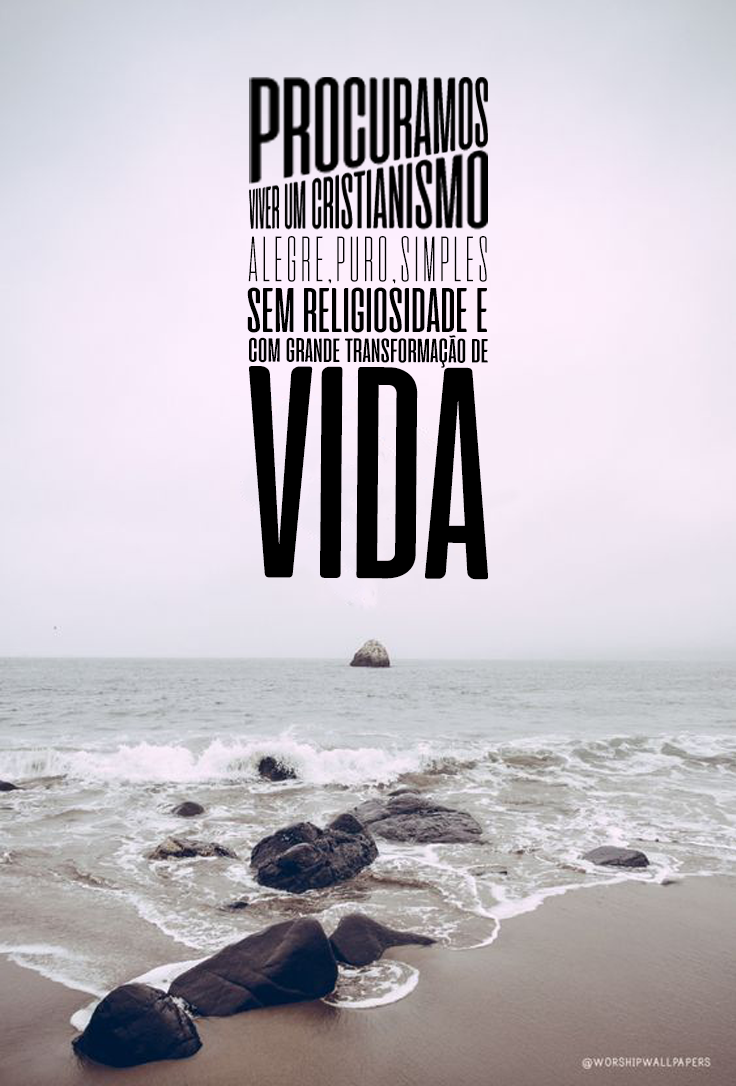 PROCURAMOS
VIVER UM CRISTIANISMO
ALEGRE,PURO,SIMPLES
SEM RELIGIOSIDADE E
COM GRANDE TRANSFORMAÇÃO DE
VIDA
@WORSHIPWALLPAPERS